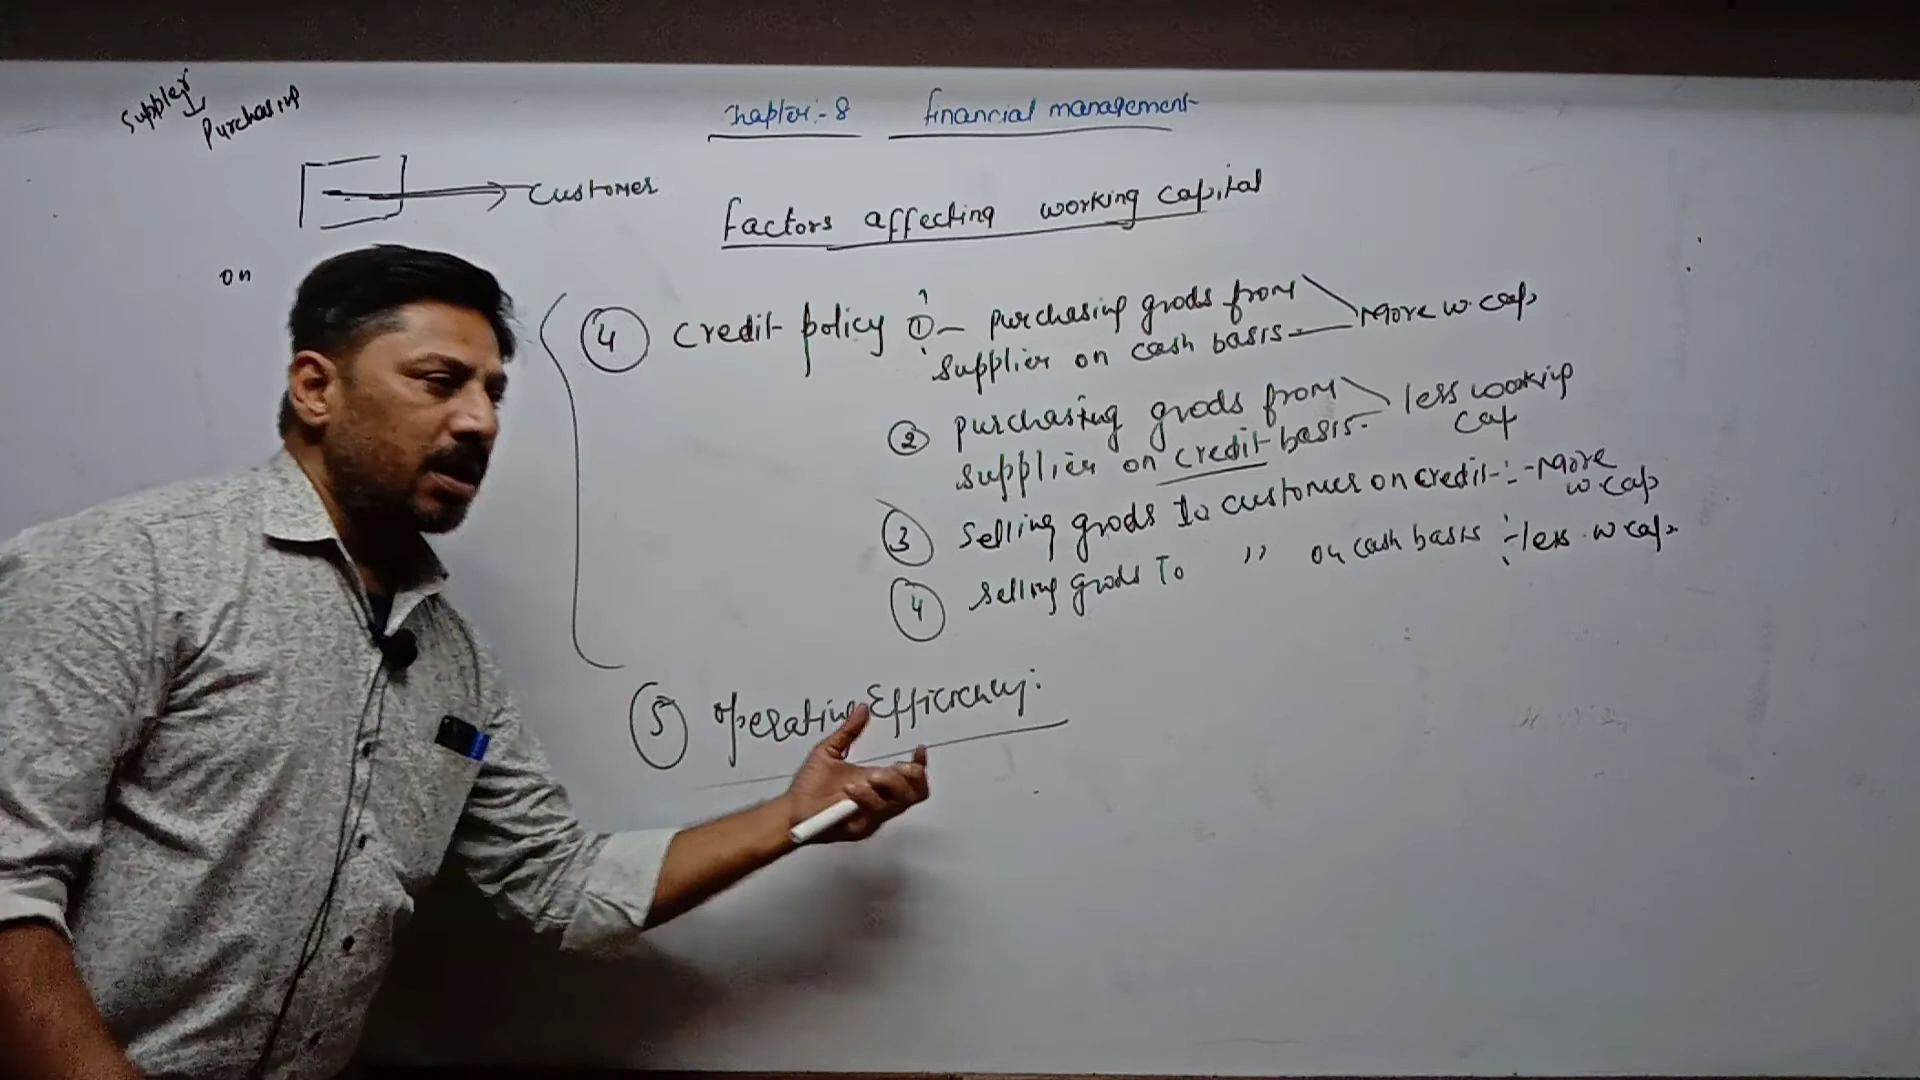 Supplier
Purchasing
Customer
on
Chapter:-8 financial management
factors affecting working capital
4 credit policy :- 1 purchasing goods from
supplier on cash basis - More w.cap
2 purchasing goods from
supplier on credit basis - less working
cap
3 selling goods to customer on credit :- More
w.cap
4 selling goods To ,, on cash basis :- less w cap.
5 Operating Efficiency: